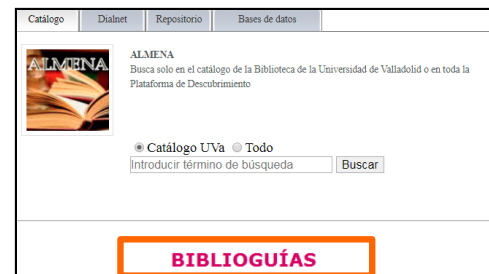 Catálogo Dialnet Repositorio Bases de datos
ALMENA
ALMENA
Busca solo en el catálogo de la Biblioteca de la Universidad de Valladolid o en toda la
Plataforma de Descubrimiento
Catálogo UVa Todo
Introducir término de búsqueda Buscar
BIBLIOGUÍAS